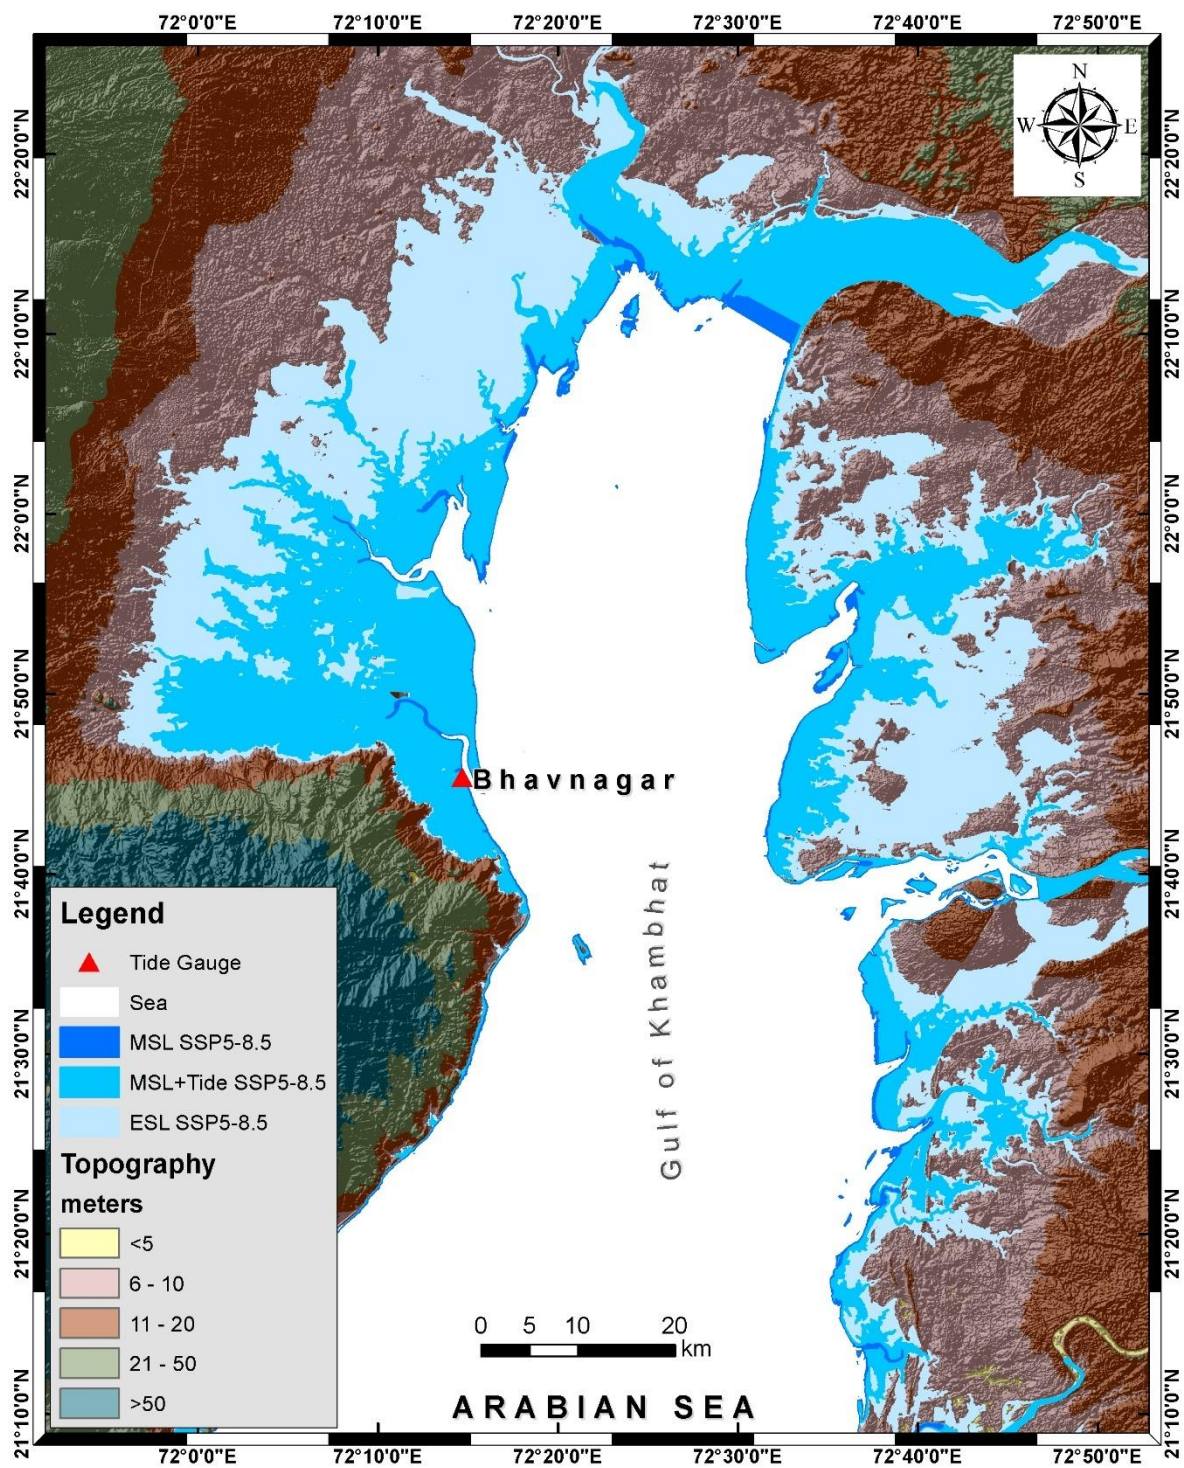 72°0'0"E 72°10'0"E 72°20'0"E 72°30'0"E 72°40'0"E 72°50'0"E
N
W E
S
22°20'0"N 22°20'0"N
22°10'0"N 22°10'0"N
22°0'0"N 22°0'0"N
21°50'0"N 21°50'0"N
Bhavnagar
21°40'0"N 21°40'0"N
Gulf of Khambhat
Legend
Tide Gauge
Sea
MSL SSP5-8.5
MSL+Tide SSP5-8.5
ESL SSP5-8.5
Topography
meters
<5
6 - 10
11 - 20
21 - 50
>50
21°30'0"N 21°30'0"N
21°20'0"N 21°20'0"N
0 5 10 20
km
ARABIAN SEA
21°10'0"N 21°10'0"N
72°0'0"E 72°10'0"E 72°20'0"E 72°30'0"E 72°40'0"E 72°50'0"E